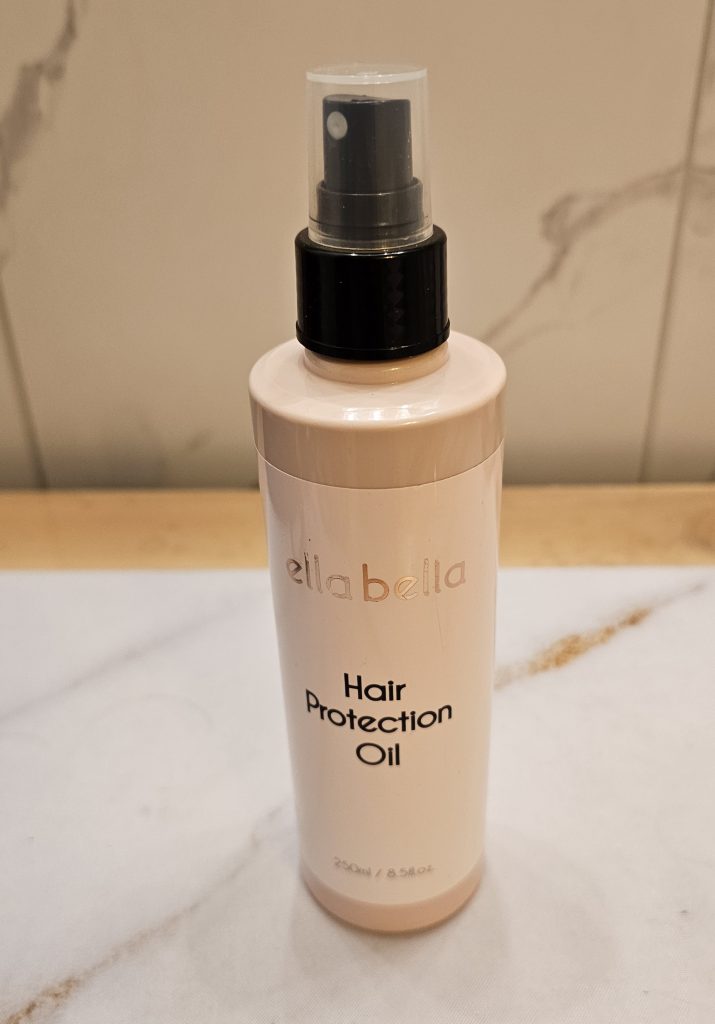 ella bella
Hair
Protection
Oil
250ml / 8.5fl.oz